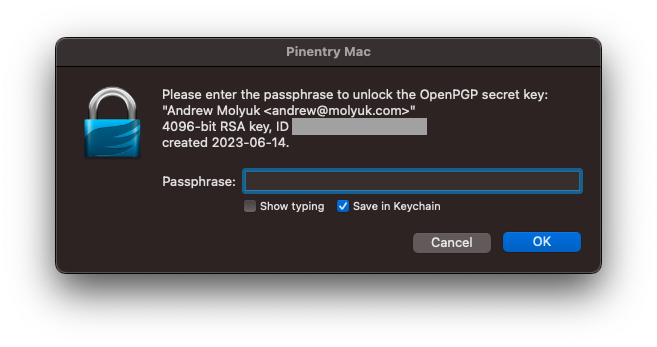 Pinentry Mac
Please enter the passphrase to unlock the OpenPGP secret key:
"Andrew Molyuk <andrew@molyuk.com>"
4096-bit RSA key, ID
created 2023-06-14.
Passphrase:
Show typing
Save in Keychain
Cancel
OK